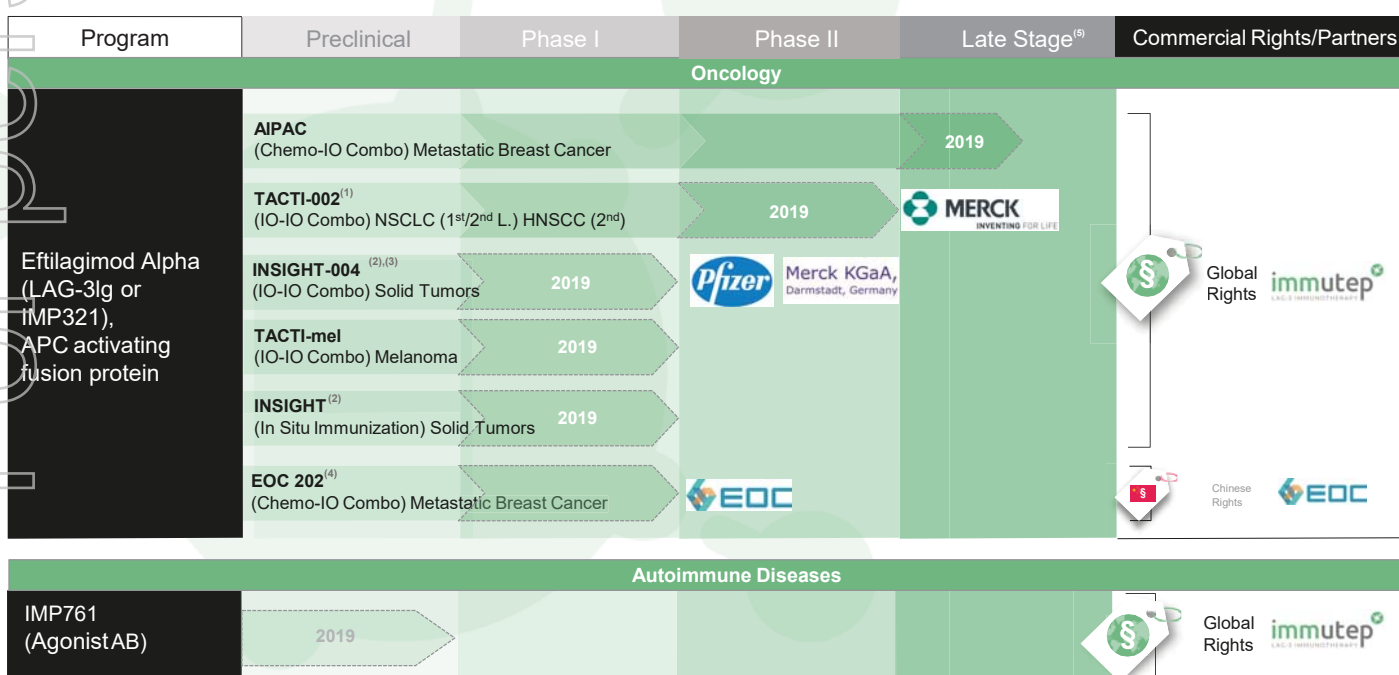 Program
Preclinical
Phase I
Phase II
Late Stage(5)
Commercial Rights/Partners
Oncology
Eftilagimod Alpha
(LAG-3Ig or
IMP321),
APC activating
fusion protein
AIPAC
(Chemo-IO Combo) Metastatic Breast Cancer
2019
TACTI-002(1)
(IO-IO Combo) NSCLC (1st/2nd L.) HNSCC (2nd)
2019
MERCK
INVENTING FOR LIFE
INSIGHT-004 (2),(3)
(IO-IO Combo) Solid Tumors
2019
Pfizer
Merck KGaA,
Darmstadt, Germany
TACTI-mel
(IO-IO Combo) Melanoma
2019
INSIGHT(2)
(In Situ Immunization) Solid Tumors
2019
EOC 202(4)
(Chemo-IO Combo) Metastatic Breast Cancer
EOC
§
Global
Rights
immutep
LAG-3 IMMUNOTHERAPY
§
Chinese
Rights
EOC
Autoimmune Diseases
IMP761
(Agonist AB)
2019
§
Global
Rights
immutep
LAG-3 IMMUNOTHERAPY